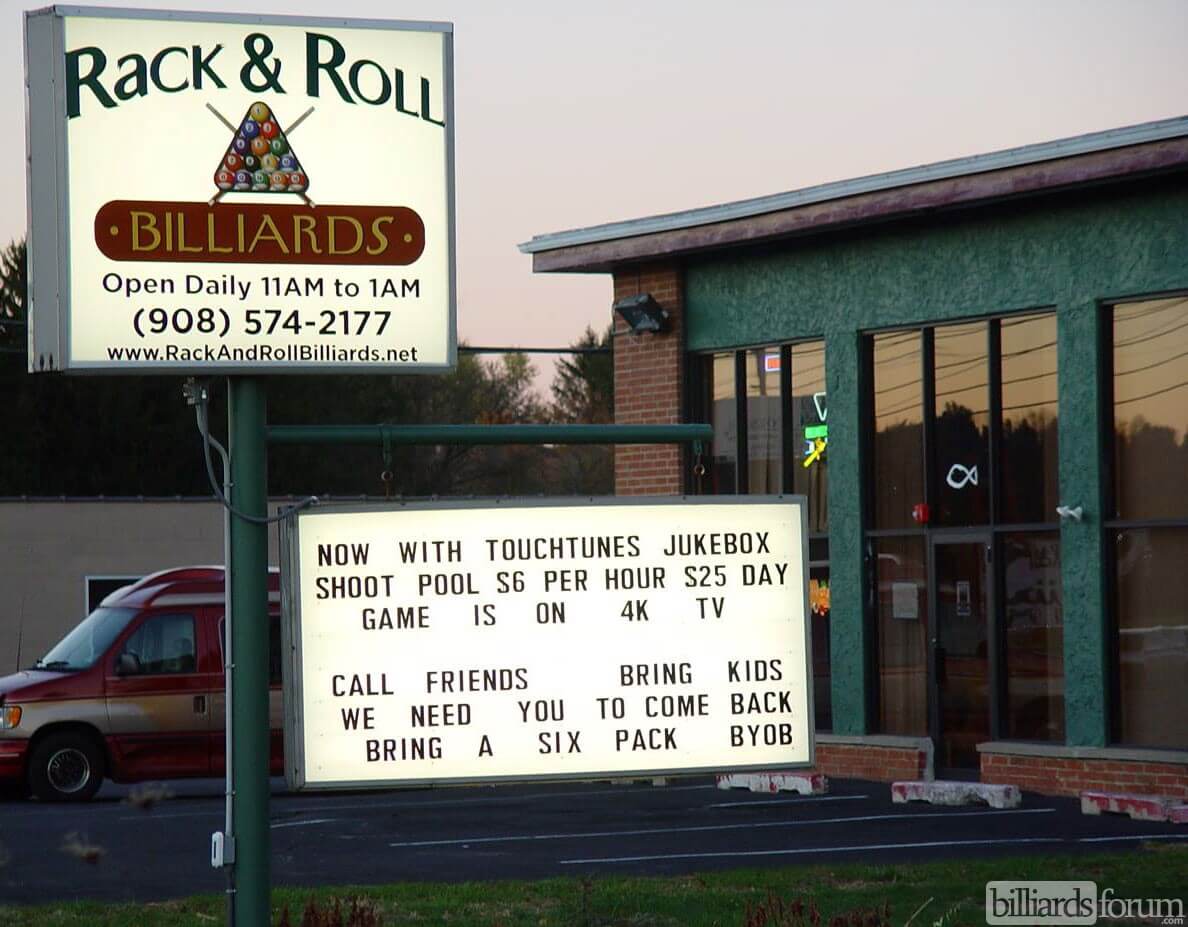 RACK & ROLL
• BILLIARDS •
Open Daily 11AM to 1AM
(908) 574-2177
www.RackAndRollBilliards.net
NOW WITH TOUCHTUNES JUKEBOX
SHOOT POOL S6 PER HOUR S25 DAY
GAME IS ON 4K TV
CALL FRIENDS BRING KIDS
WE NEED YOU TO COME BACK
BRING A SIX PACK BYOB
billiardsforum
.com